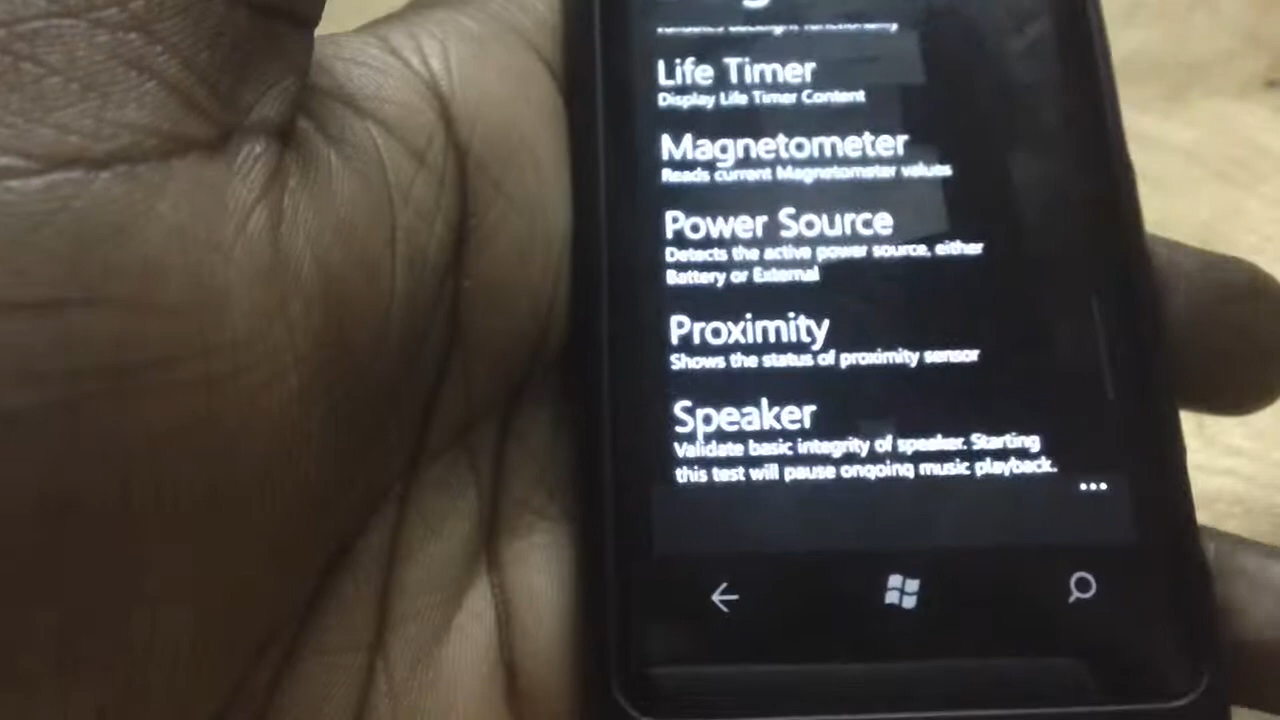 Life Timer
Display Life Timer Content
Magnetometer
Reads current Magnetometer values
Power Source
Detects the active power source, either
Battery or External
Proximity
Shows the status of proximity sensor
Speaker
Validate basic integrity of speaker. Starting
this test will pause ongoing music playback.